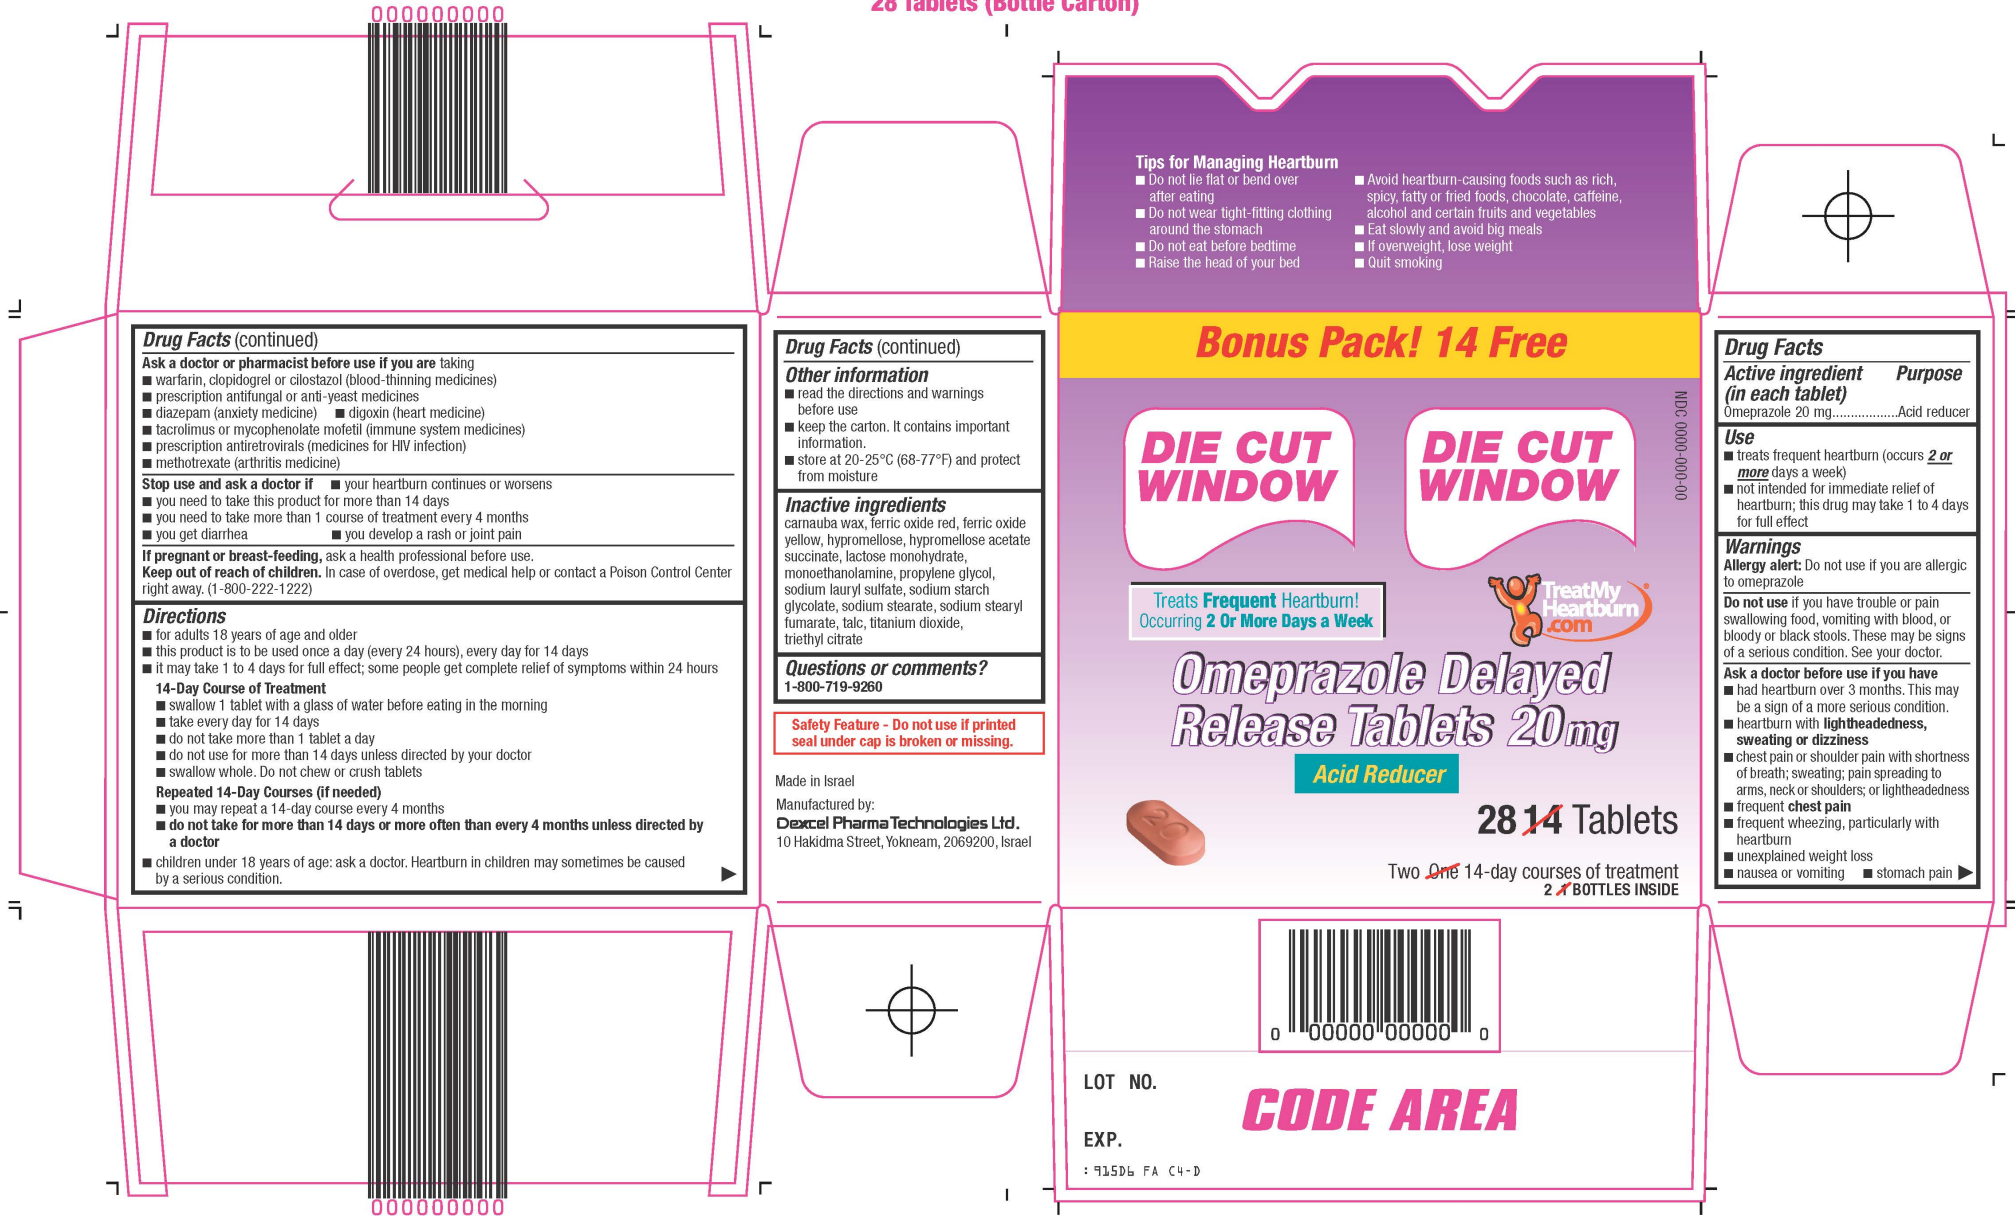 28 Tablets (Bottle Carton)
000000000
Drug Facts (continued)
Ask a doctor or pharmacist before use if you are taking
■ warfarin, clopidogrel or cilostazol (blood-thinning medicines)
■ prescription antifungal or anti-yeast medicines
■ diazepam (anxiety medicine) ■ digoxin (heart medicine)
■ tacrolimus or mycophenolate mofetil (immune system medicines)
■ prescription antiretrovirals (medicines for HIV infection)
■ methotrexate (arthritis medicine)
Stop use and ask a doctor if ■ your heartburn continues or worsens
■ you need to take this product for more than 14 days
■ you need to take more than 1 course of treatment every 4 months
■ you get diarrhea ■ you develop a rash or joint pain
If pregnant or breast-feeding, ask a health professional before use.
Keep out of reach of children. In case of overdose, get medical help or contact a Poison Control Center
right away. (1-800-222-1222)
Directions
■ for adults 18 years of age and older
■ this product is to be used once a day (every 24 hours), every day for 14 days
■ it may take 1 to 4 days for full effect; some people get complete relief of symptoms within 24 hours
14-Day Course of Treatment
■ swallow 1 tablet with a glass of water before eating in the morning
■ take every day for 14 days
■ do not take more than 1 tablet a day
■ do not use for more than 14 days unless directed by your doctor
■ swallow whole. Do not chew or crush tablets
Repeated 14-Day Courses (if needed)
■ you may repeat a 14-day course every 4 months
■ do not take for more than 14 days or more often than every 4 months unless directed by
a doctor
■ children under 18 years of age: ask a doctor. Heartburn in children may sometimes be caused
by a serious condition.
000000000
Drug Facts (continued)
Other information
■ read the directions and warnings
before use
■ keep the carton. It contains important
information.
■ store at 20-25°C (68-77°F) and protect
from moisture
Inactive ingredients
carnauba wax, ferric oxide red, ferric oxide
yellow, hypromellose, hypromellose acetate
succinate, lactose monohydrate,
monoethanolamine, propylene glycol,
sodium lauryl sulfate, sodium starch
glycolate, sodium stearate, sodium stearyl
fumarate, talc, titanium dioxide,
triethyl citrate
Questions or comments?
1-800-719-9260
Safety Feature - Do not use if printed
seal under cap is broken or missing.
Made in Israel
Manufactured by:
Dexcel Pharma Technologies Ltd.
10 Hakidma Street, Yokneam, 2069200, Israel
Tips for Managing Heartburn
■ Do not lie flat or bend over
after eating
■ Do not wear tight-fitting clothing
around the stomach
■ Do not eat before bedtime
■ Raise the head of your bed
■ Avoid heartburn-causing foods such as rich,
spicy, fatty or fried foods, chocolate, caffeine,
alcohol and certain fruits and vegetables
■ Eat slowly and avoid big meals
■ If overweight, lose weight
■ Quit smoking
Bonus Pack! 14 Free
NDC 0000-000-00
DIE CUT
WINDOW
DIE CUT
WINDOW
Treats Frequent Heartburn!
Occurring 2 Or More Days a Week
TreatMy
Heartburn
.com
Omeprazole Delayed
Release Tablets 20 mg
Acid Reducer
20
28 14 Tablets
Two One 14-day courses of treatment
2 1 BOTTLES INSIDE
0 00000 00000 0
LOT NO.
CODE AREA
EXP.
: 915D6 FA C4-D
Drug Facts
Active ingredient Purpose
(in each tablet)
Omeprazole 20 mg..................Acid reducer
Use
■ treats frequent heartburn (occurs 2 or
more days a week)
■ not intended for immediate relief of
heartburn; this drug may take 1 to 4 days
for full effect
Warnings
Allergy alert: Do not use if you are allergic
to omeprazole
Do not use if you have trouble or pain
swallowing food, vomiting with blood, or
bloody or black stools. These may be signs
of a serious condition. See your doctor.
Ask a doctor before use if you have
■ had heartburn over 3 months. This may
be a sign of a more serious condition.
■ heartburn with lightheadedness,
sweating or dizziness
■ chest pain or shoulder pain with shortness
of breath; sweating; pain spreading to
arms, neck or shoulders; or lightheadedness
■ frequent chest pain
■ frequent wheezing, particularly with
heartburn
■ unexplained weight loss
■ nausea or vomiting ■ stomach pain